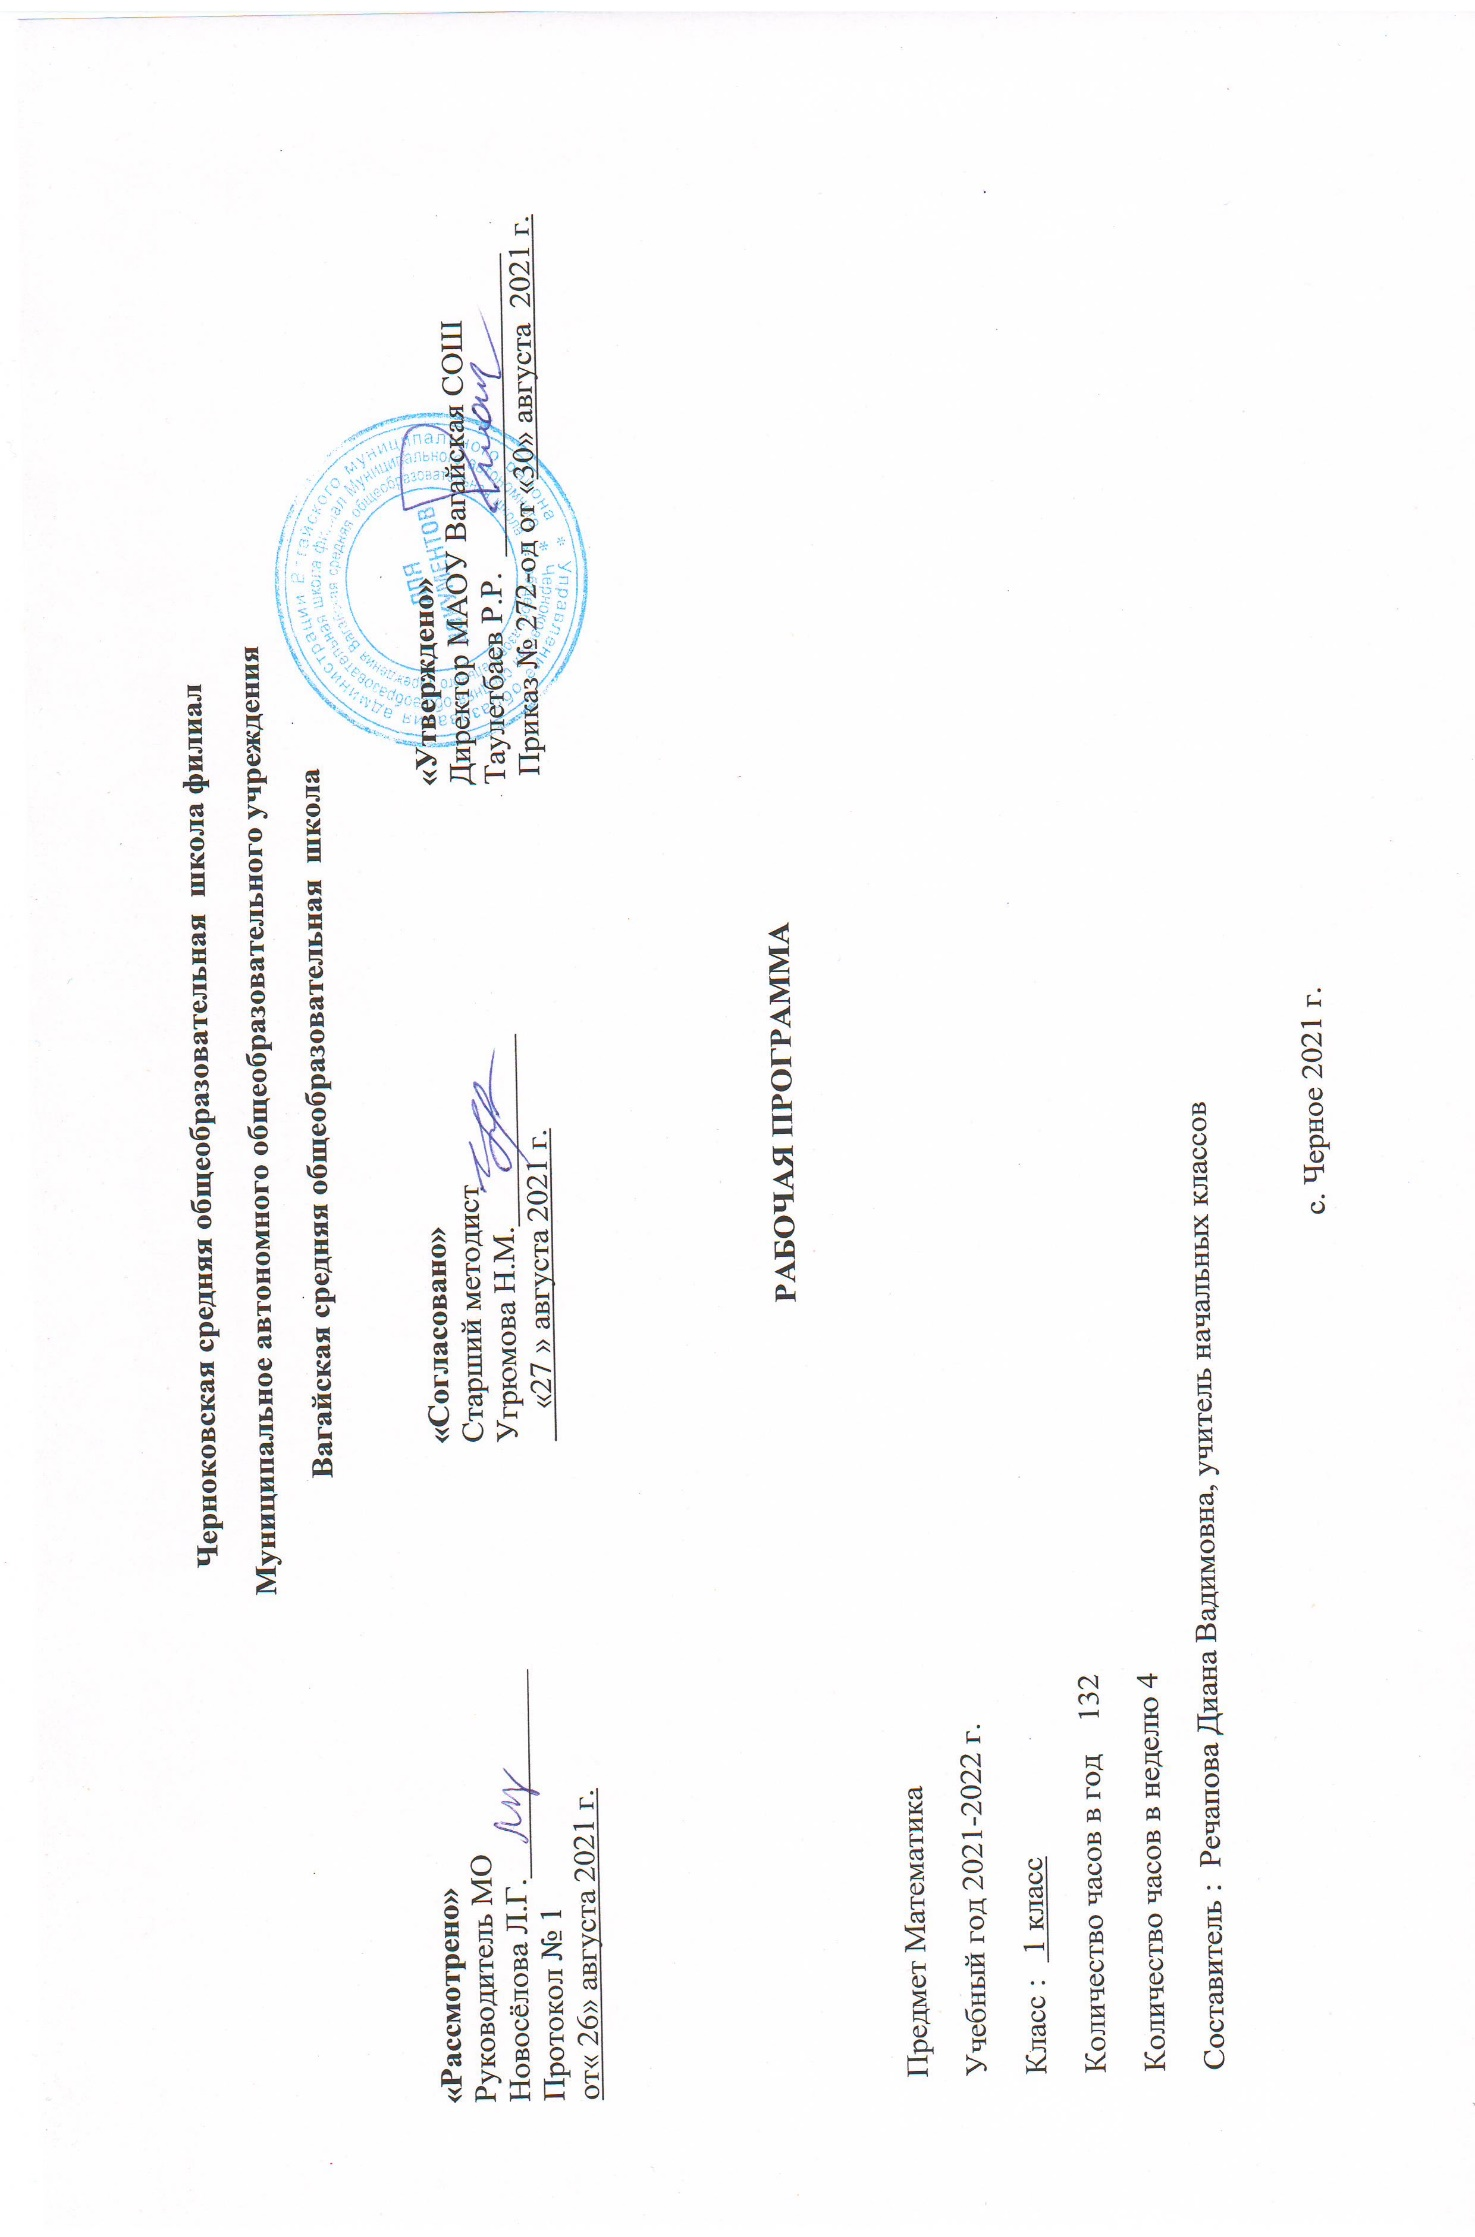 Черноковская средняя общеобразовательная школа филиал
Муниципальное автономного общеобразовательного учреждения
Вагайская средняя общеобразовательная школа
«Рассмотрено»
Руководитель МО
Новосёлова Л.Г.
Протокол № 1
от« 26» августа 2021 г.
«Согласовано»
Старший методист
Угрюмова Н.М.
«27 » августа 2021 г.
«Утверждено»
Директор МАОУ Вагайская СОШ
Таулетбаев Р.Р.
Приказ № 272-од от «30» августа 2021 г.
ДЛЯ
ДОКУМЕНТОВ
РАБОЧАЯ ПРОГРАММА
Предмет Математика
Учебный год 2021-2022 г.
Класс : 1 класс
Количество часов в год 132
Количество часов в неделю 4
Составитель : Речапова Диана Вадимовна, учитель начальных классов
с. Черное 2021 г.